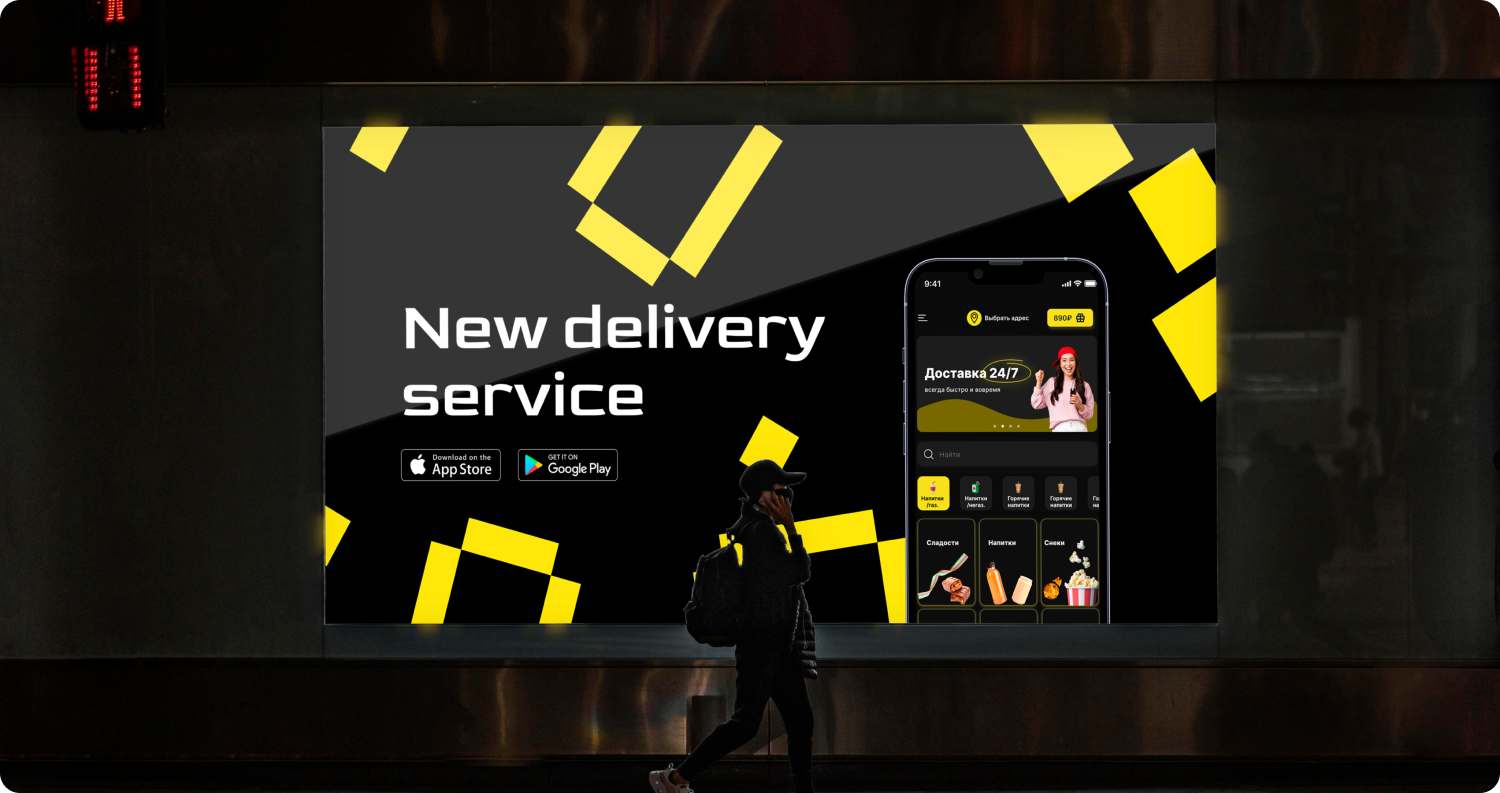 New delivery
service
Download on the
App Store
GET IT ON
Google Play
9:41
Выбрать адрес
890₽
Доставка 24/7
всегда быстро и вовремя
Найти
Напитки
/газ.
Напитки
/негаз.
Горячие
напитки
Горячие
напитки
Го
на
Сладости
Напитки
Снеки